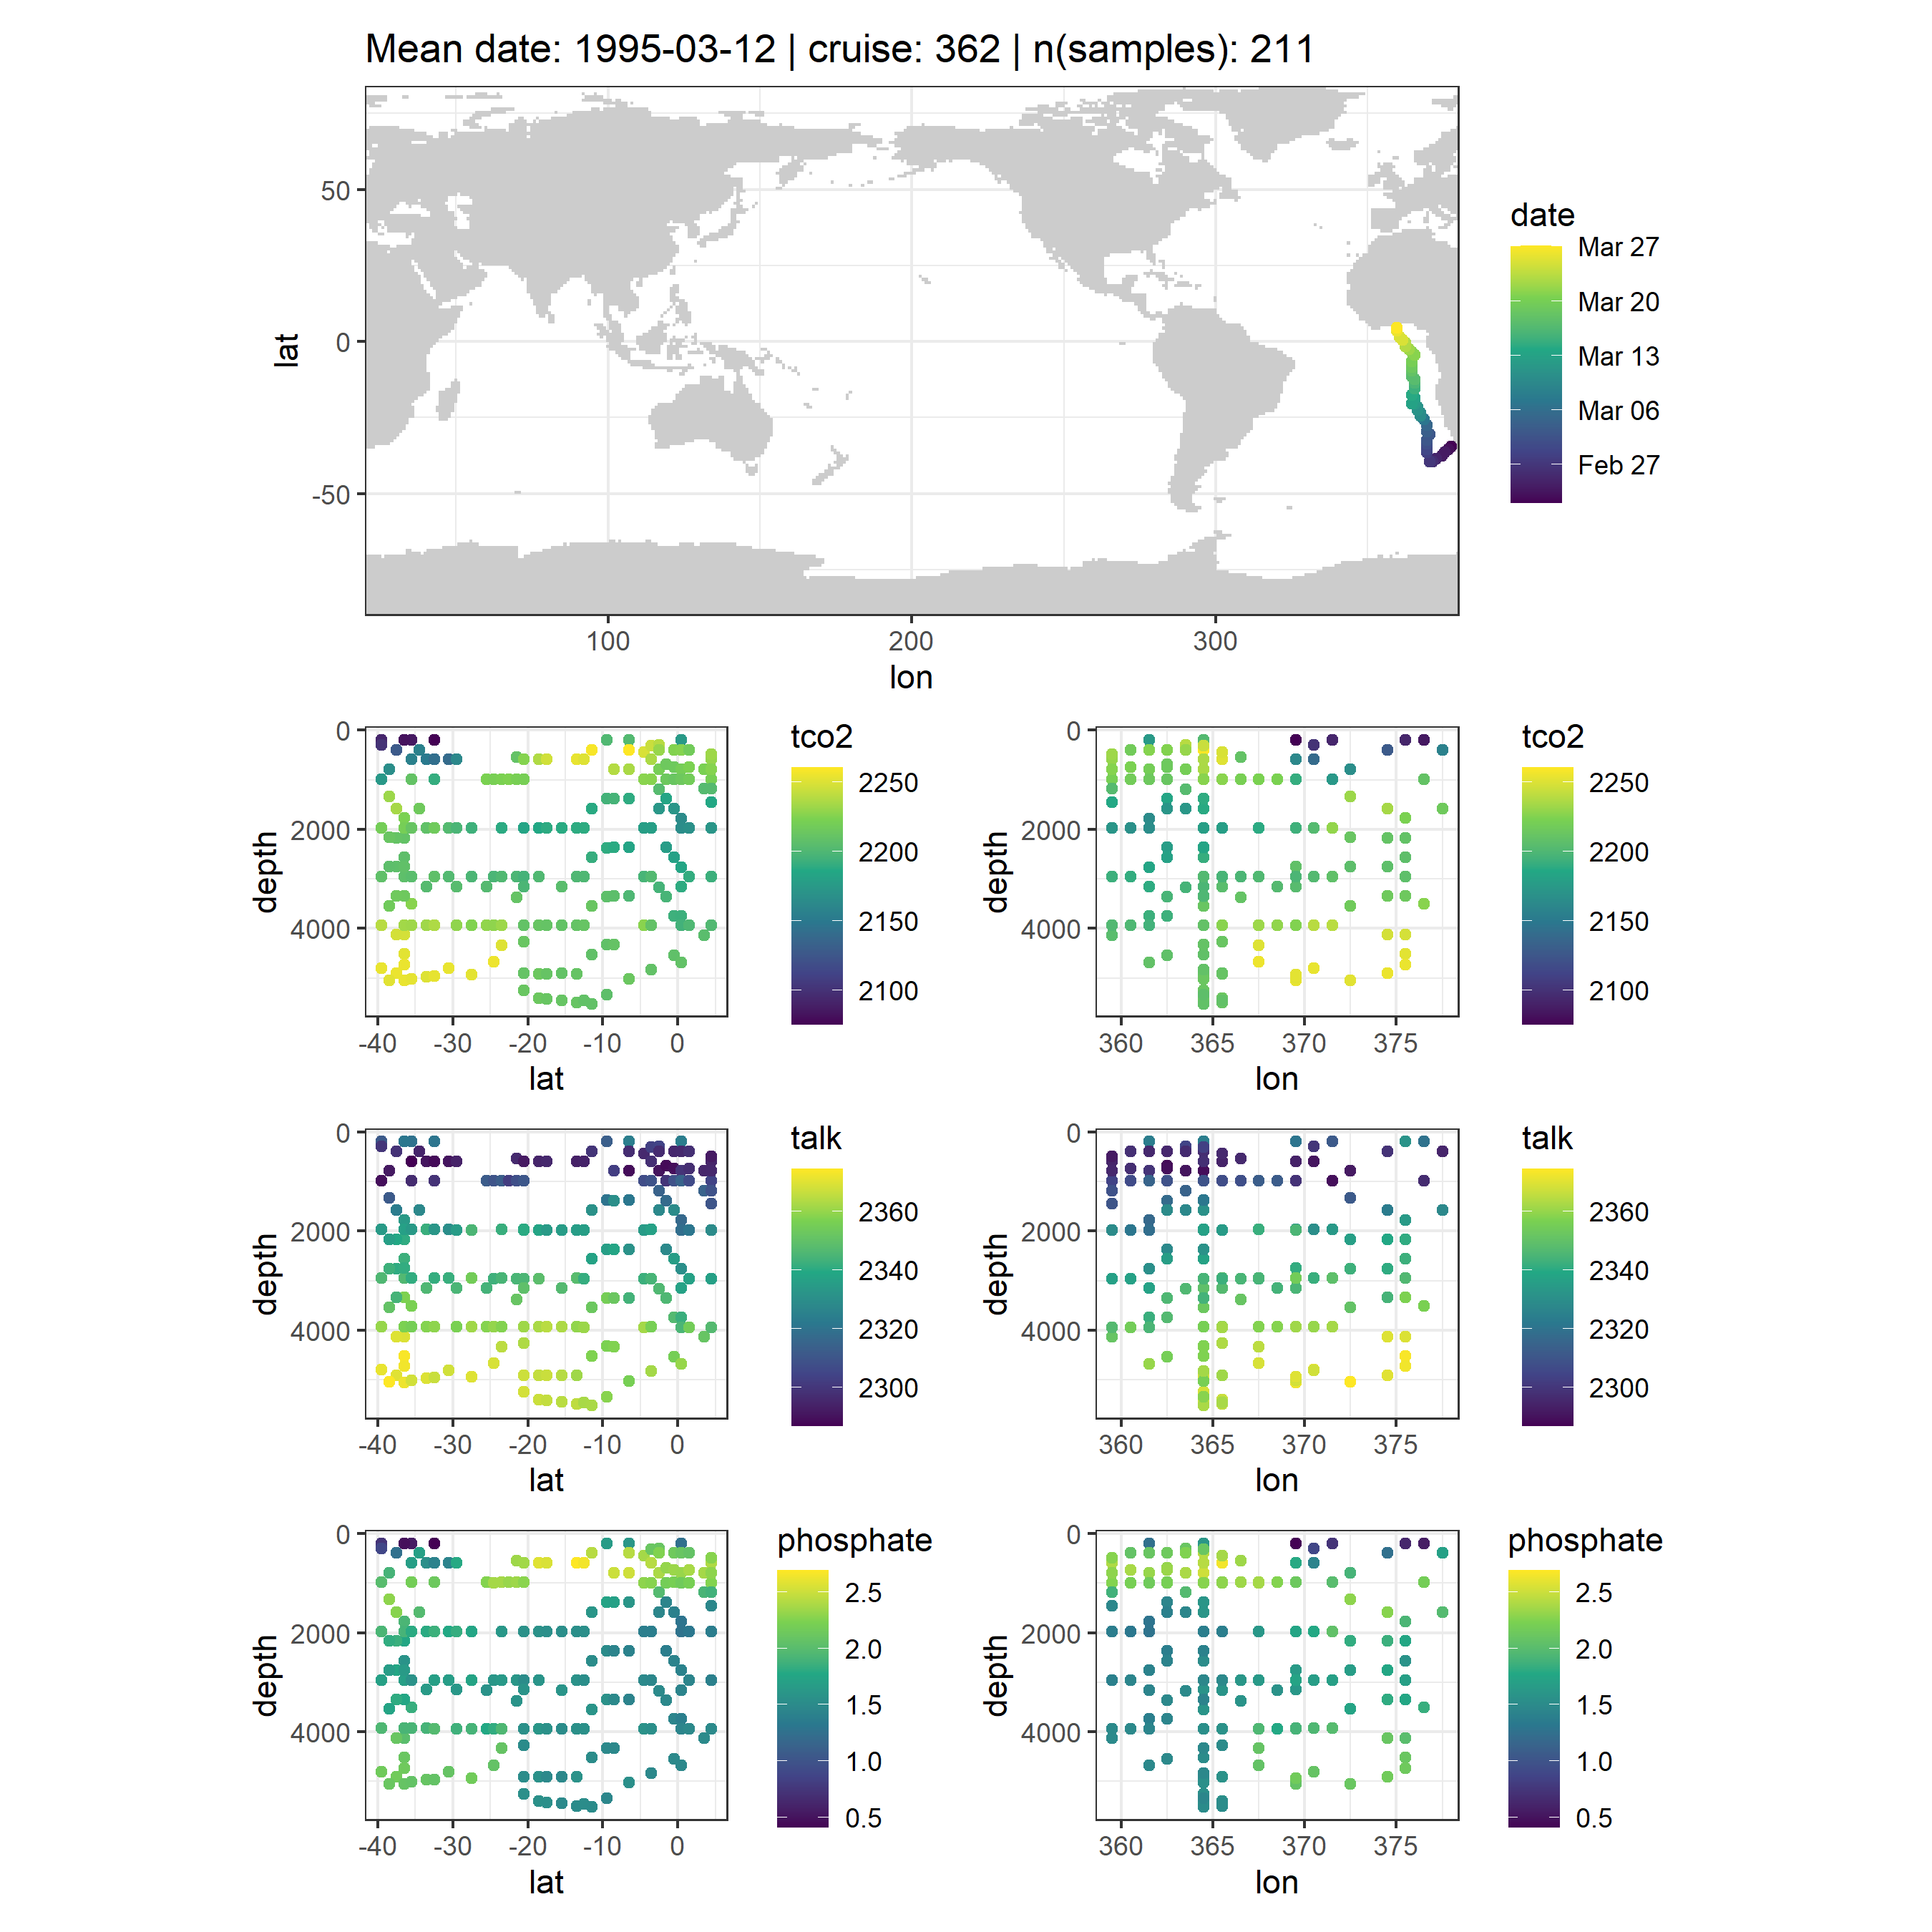 Mean date: 1995-03-12 | cruise: 362 | n(samples): 211
lat
50
0
-50
100 200 300
lon
date
Mar 27
Mar 20
Mar 13
Mar 06
Feb 27
depth
0
2000
4000
-40 -30 -20 -10 0
lat
tco2
2250
2200
2150
2100
depth
0
2000
4000
360 365 370 375
lon
tco2
2250
2200
2150
2100
depth
0
2000
4000
-40 -30 -20 -10 0
lat
talk
2360
2340
2320
2300
depth
0
2000
4000
360 365 370 375
lon
talk
2360
2340
2320
2300
depth
0
2000
4000
-40 -30 -20 -10 0
lat
phosphate
2.5
2.0
1.5
1.0
0.5
depth
0
2000
4000
360 365 370 375
lon
phosphate
2.5
2.0
1.5
1.0
0.5